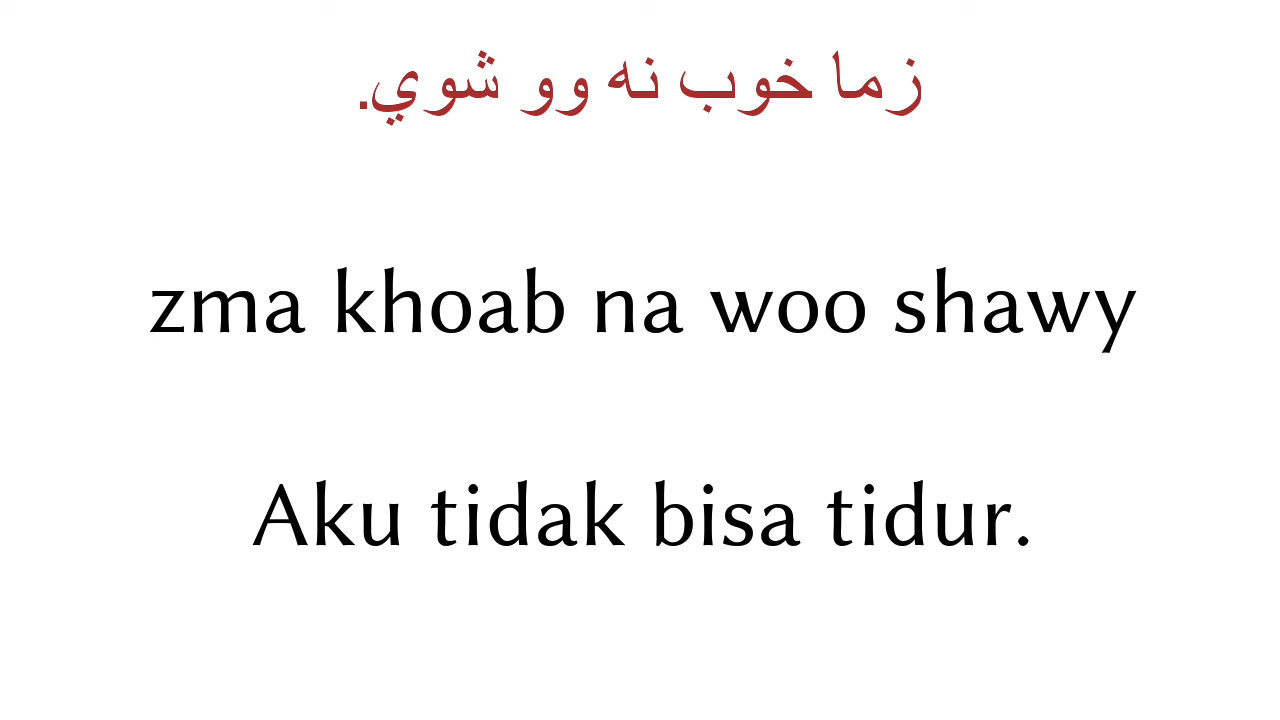 زما خوب نه وو شوي.
zma khoab na woo shawy
Aku tidak bisa tidur.